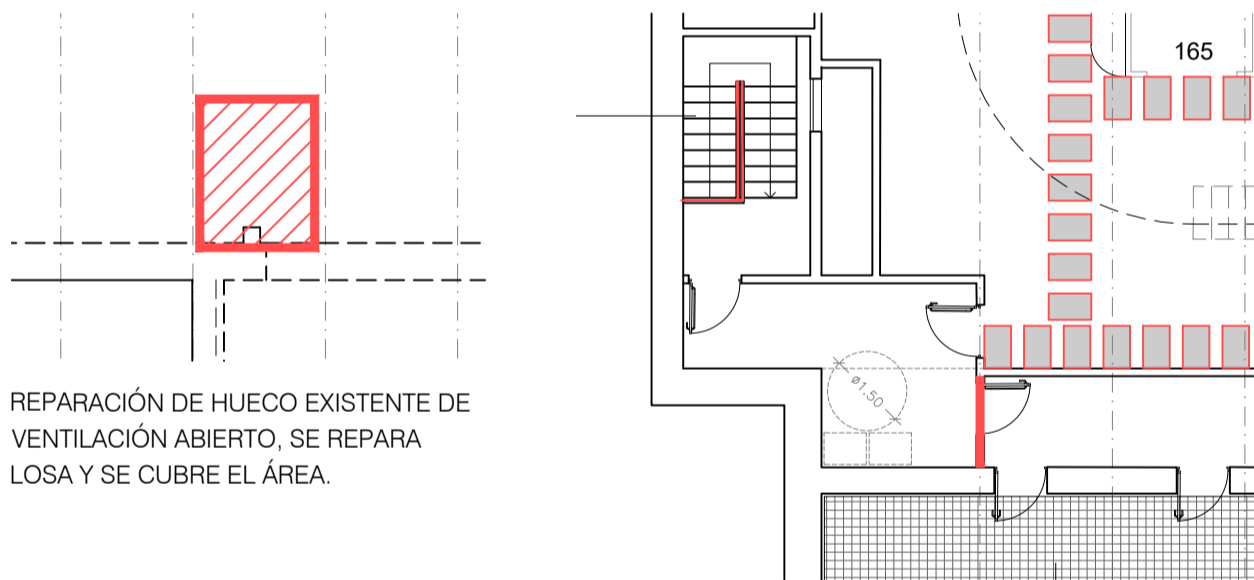 165
ø1.50
REPARACIÓN DE HUECO EXISTENTE DE
VENTILACIÓN ABIERTO, SE REPARA
LOSA Y SE CUBRE EL ÁREA.